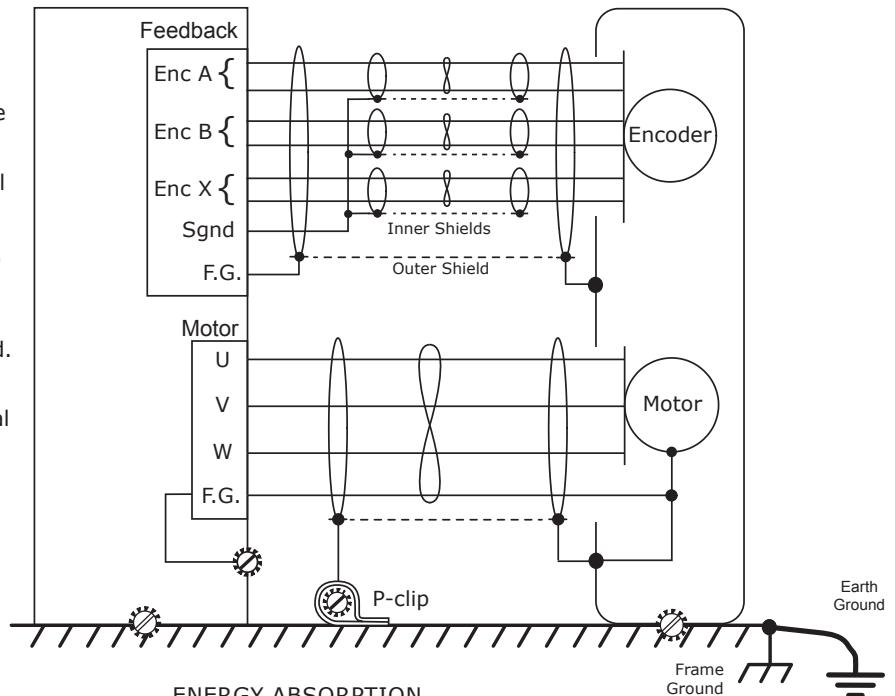 Feedback
Enc A {
Enc B {
Enc X {
Sgnd
F.G.
Inner Shields
Outer Shield
Encoder
Motor
U
V
W
F.G.
Motor
P-clip
Earth
Ground
Frame
Ground
ENERGY ABSORPTION